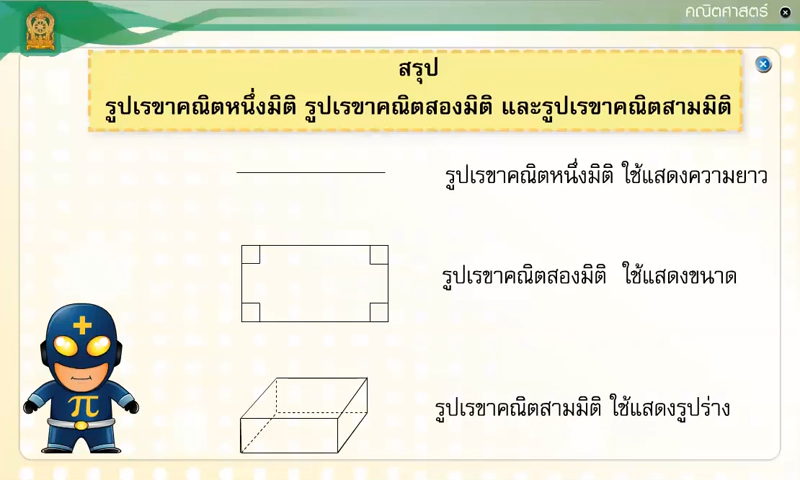 คณิตศาสตร์
สรุป
รูปเรขาคณิตหนึ่งมิติ รูปเรขาคณิตสองมิติ และรูปเรขาคณิตสามมิติ
รูปเรขาคณิตหนึ่งมิติ ใช้แสดงความยาว
รูปเรขาคณิตสองมิติ ใช้แสดงขนาด
รูปเรขาคณิตสามมิติ ใช้แสดงรูปร่าง
+
π